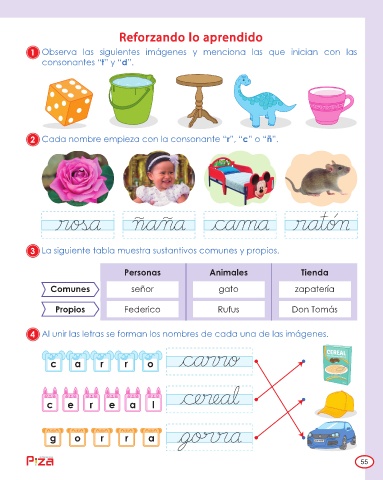 Reforzando lo aprendido
1 Observa las siguientes imágenes y menciona las que inician con las
consonantes "t" y "d".
2 Cada nombre empieza con la consonante "r", "c" o "ñ".
rosa ñaña cama ratón
3 La siguiente tabla muestra sustantivos comunes y propios.
Personas Animales Tienda
Comunes señor gato zapatería
Propios Federico Rufus Don Tomás
4 Al unir las letras se forman los nombres de cada una de las imágenes.
c a r r o carro
CEREAL
c e r e a l cereal
g o r r a gorra
P:za
55